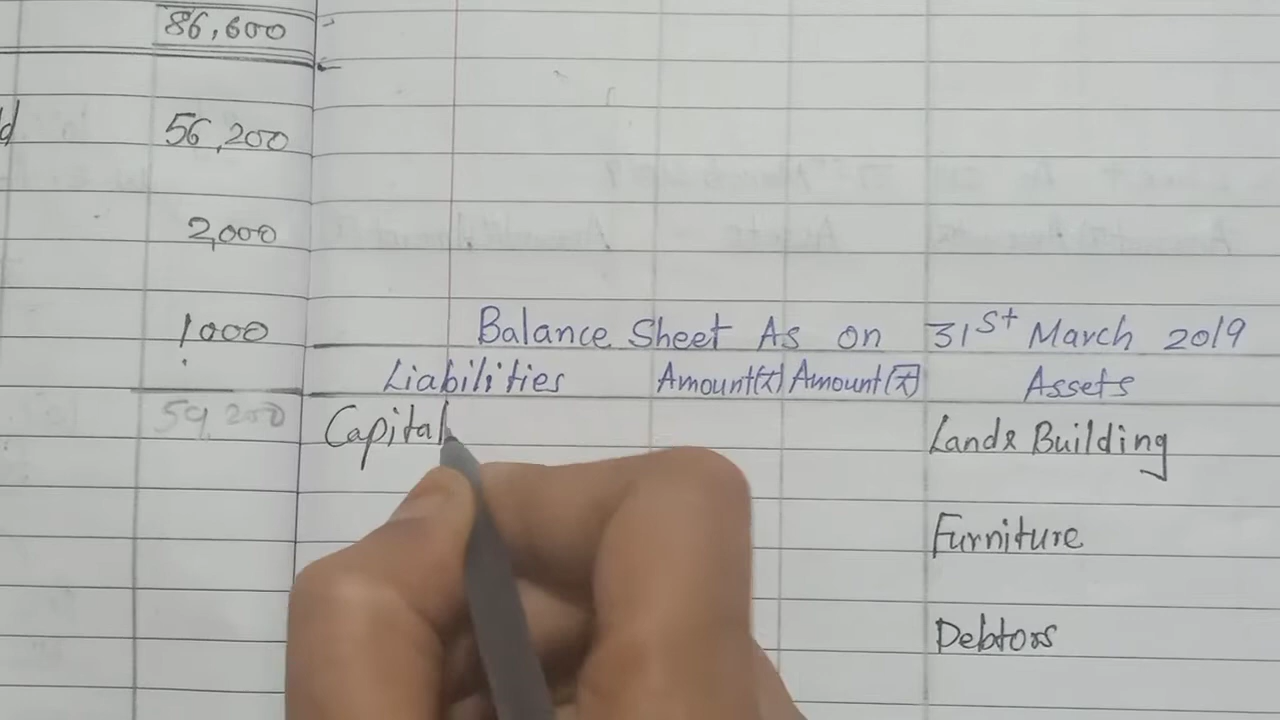 86,600
d 56,200
2,000
1000
59,200
Balance Sheet As on 31st March 2019
Liabilities Amount(₹) Amount(₹) Assets
Capital Land & Building
Furniture
Debtors